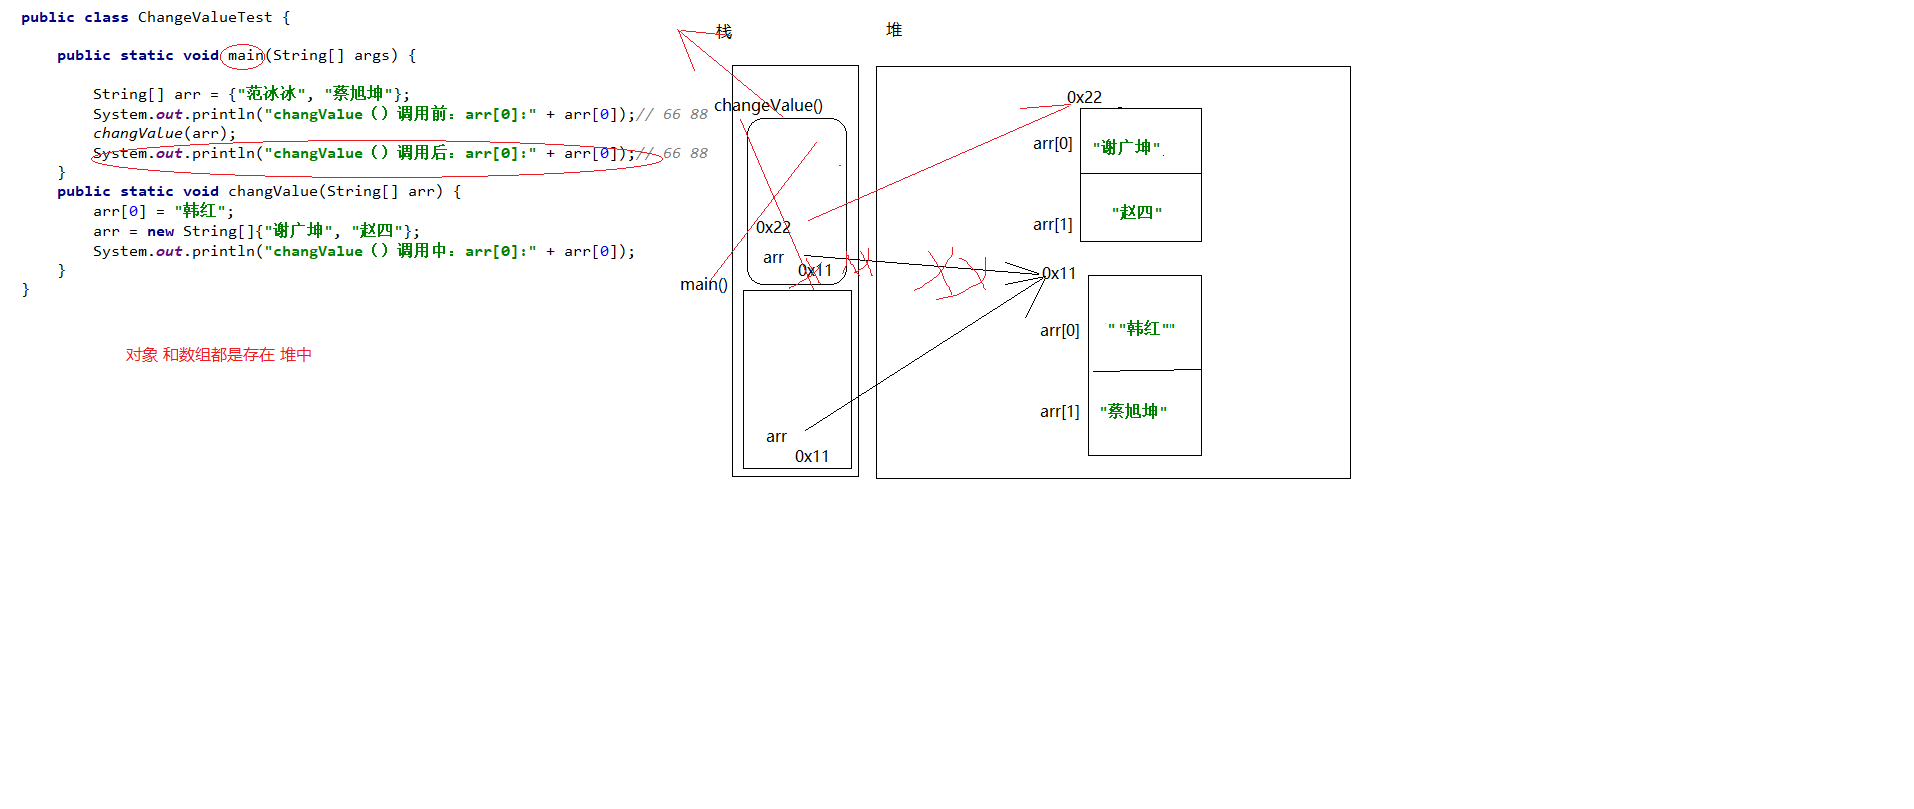 public class ChangeValueTest {
public static void main(String[] args) {
String[] arr = {"范冰冰", "蔡旭坤"};
System.out.println("changValue（）调用前：arr[0]:" + arr[0]);// 66 88
changValue(arr);
System.out.println("changValue（）调用后：arr[0]:" + arr[0]);// 66 88
}
public static void changValue(String[] arr) {
arr[0] = "韩红";
arr = new String[]{"谢广坤", "赵四"};
System.out.println("changValue（）调用中：arr[0]:" + arr[0]);
}
}
对象 和数组都是存在 堆中
栈
changeValue()
0x22
arr
0x11
main()
arr
0x11
堆
0x22
arr[0]
"谢广坤"
arr[1]
"赵四"
0x11
arr[0]
" "韩红""
arr[1]
"蔡旭坤"